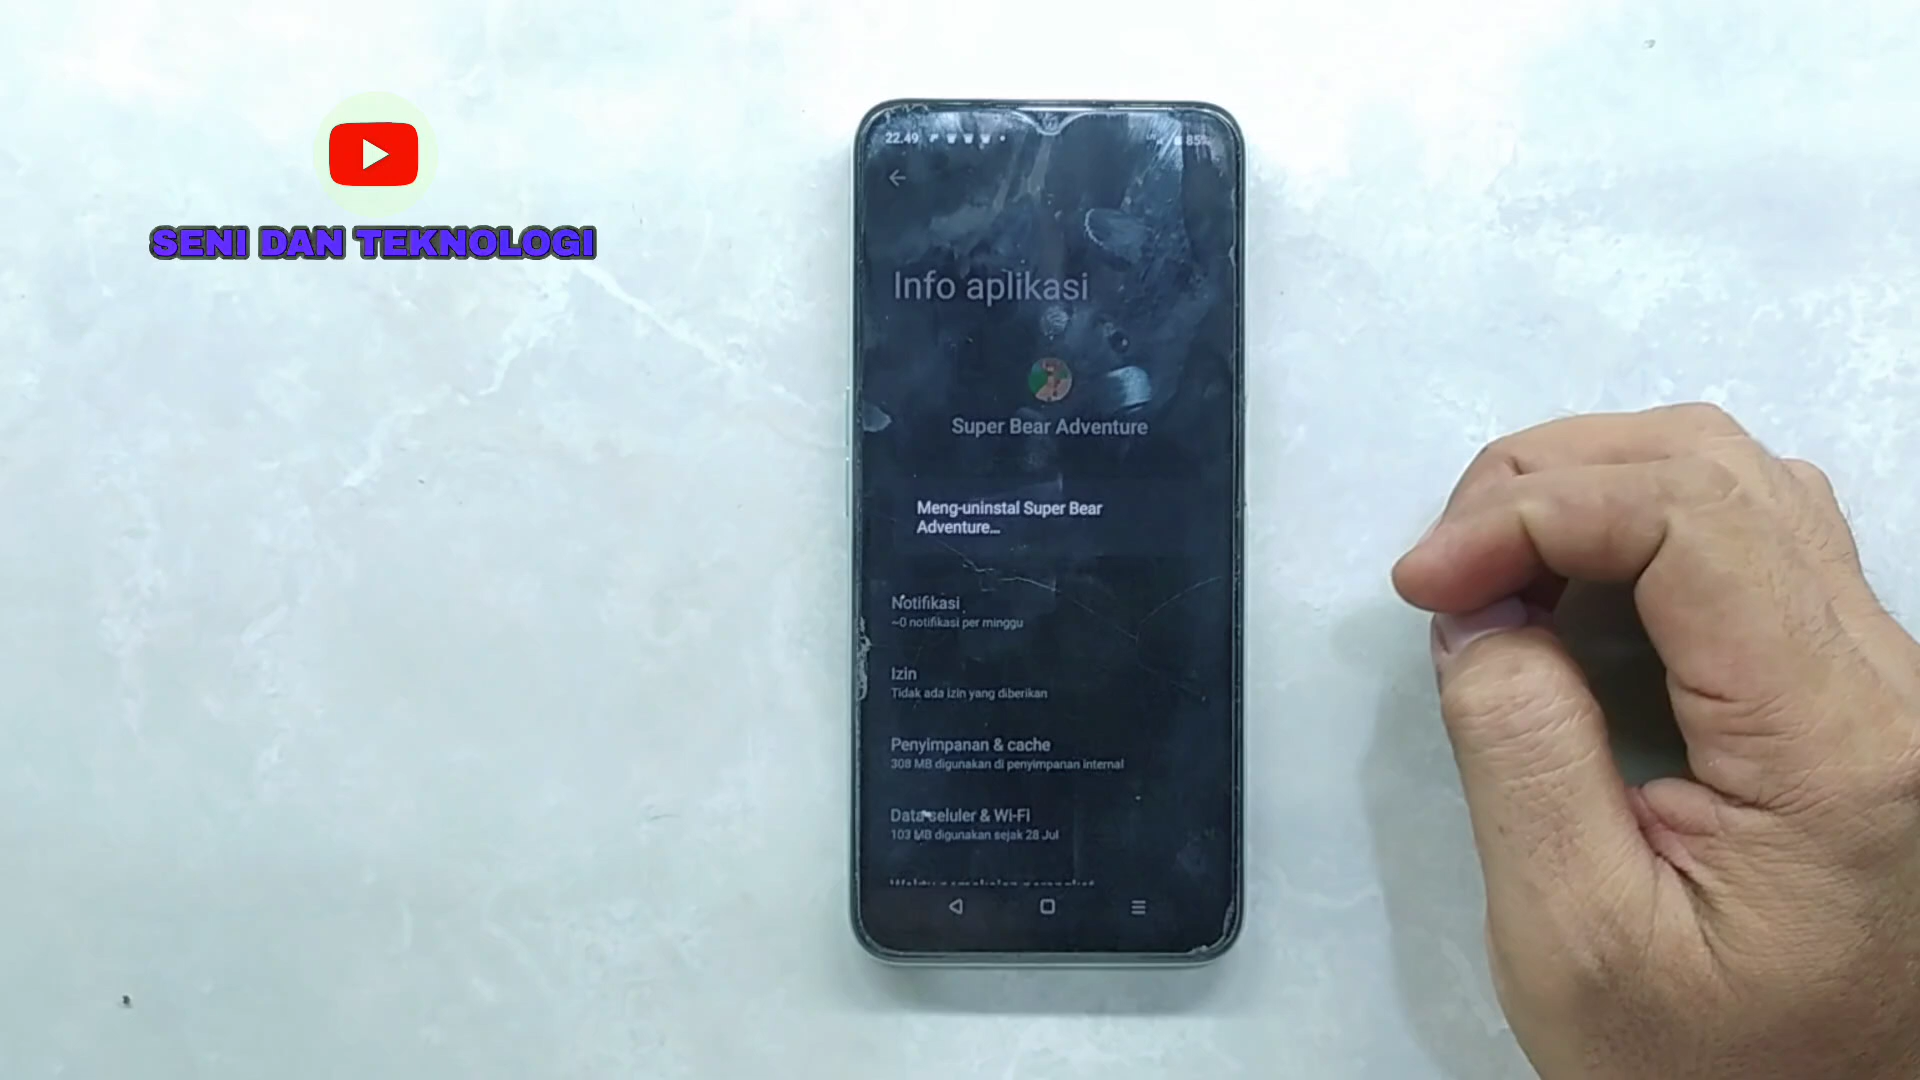 SENI DAN TEKNOLOGI
22.49
85%
Info aplikasi
Super Bear Adventure
Meng-uninstal Super Bear
Adventure...
Notifikasi
~0 notifikasi per minggu
Izin
Tidak ada izin yang diberikan
Penyimpanan & cache
308 MB digunakan di penyimpanan internal
Data seluler & Wi-Fi
103 MB digunakan sejak 28 Jul